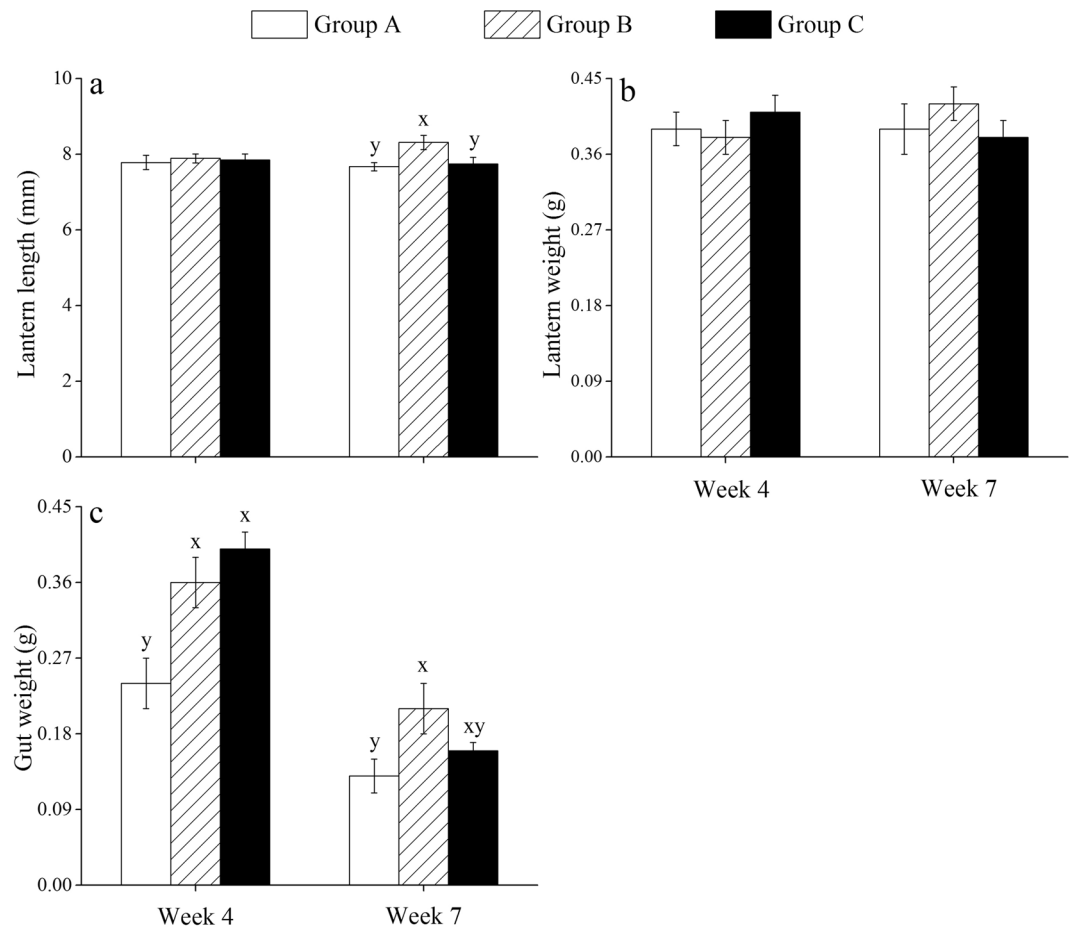 Group A Group B Group C
a
10
8
6
4
2
0
Lantern length (mm)
y x y
b
0.45
0.36
0.27
0.18
0.09
0.00
Lantern weight (g)
Week 4 Week 7
c
0.45
0.36
0.27
0.18
0.09
0.00
Gut weight (g)
y x x
y x xy
Week 4 Week 7